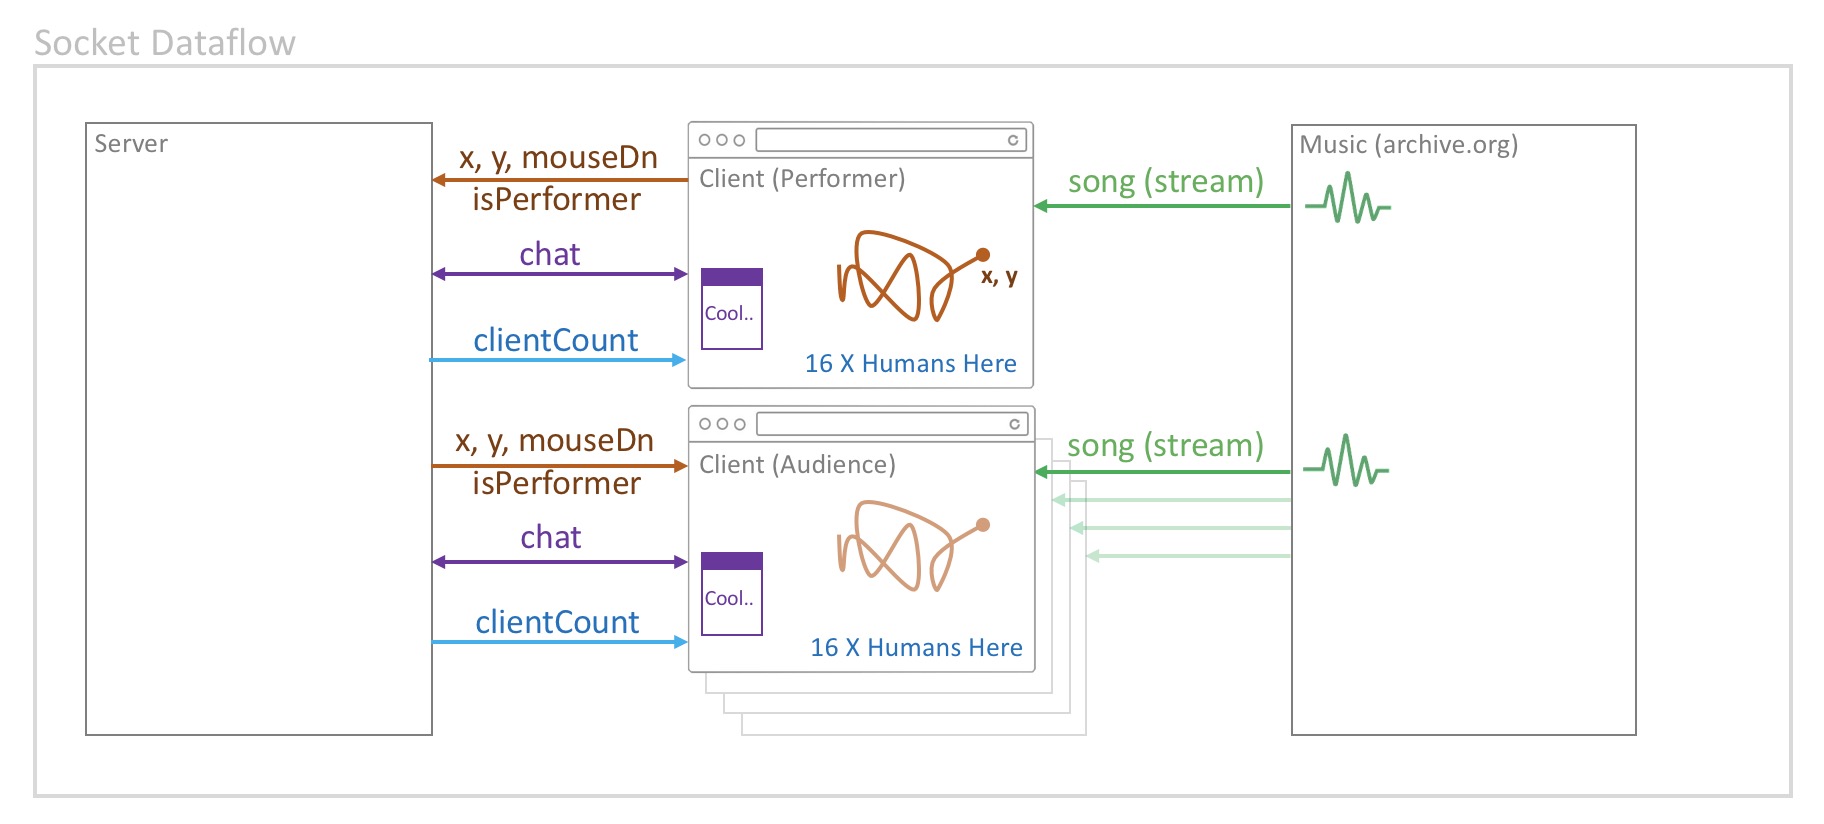 Socket Dataflow
Server
x, y, mouseDn
isPerformer
chat
clientCount
Client (Performer)
x, y
Cool..
16 X Humans Here
song (stream)
Music (archive.org)
x, y, mouseDn
isPerformer
chat
clientCount
Client (Audience)
Cool..
16 X Humans Here
song (stream)